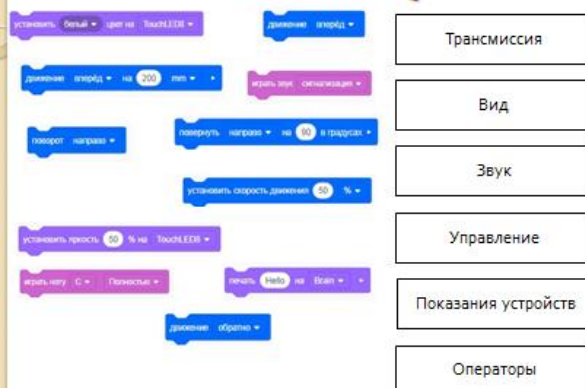 установить белый цвет на TouchLED8
движение вперёд
движение вперёд на 200 mm
играть звук сигнализация
поворот направо
повернуть направо на 90 в градусах
установить скорость движения 50 %
установить яркость 50 % на TouchLED8
играть ноту C Полностью
печать Hello на Brain
движение обратно
Трансмиссия
Вид
Звук
Управление
Показания устройств
Операторы